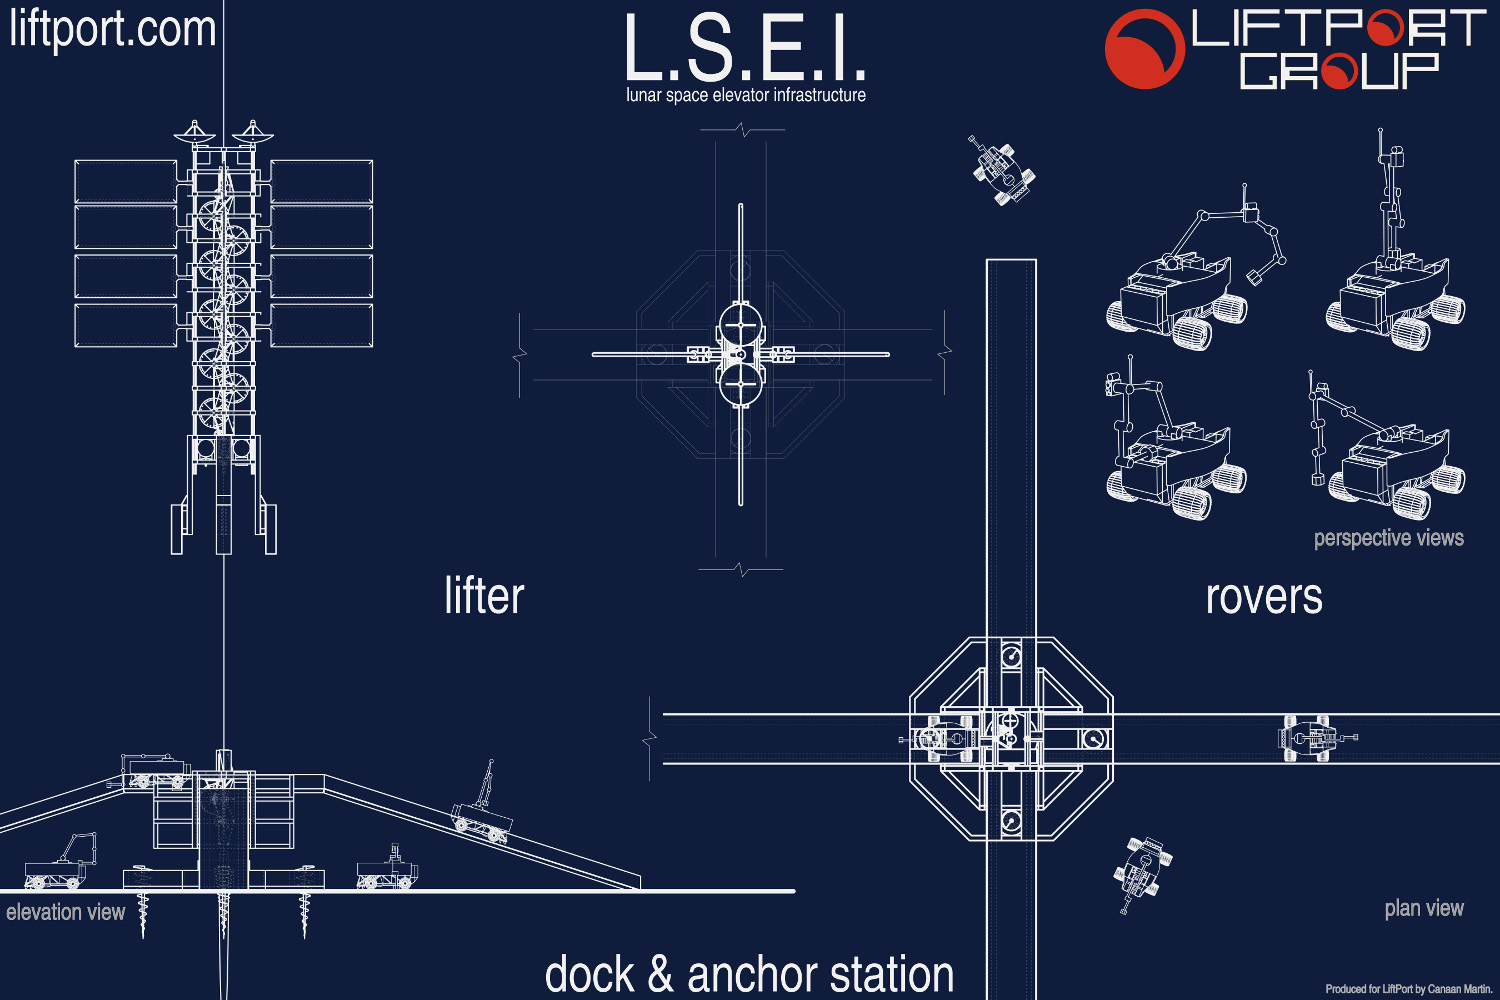 liftport.com
L.S.E.I.
lunar space elevator infrastructure
LIFTPORT
GROUP
perspective views
lifter
rovers
elevation view
plan view
dock & anchor station
Produced for LiftPort by Canaan Martin.